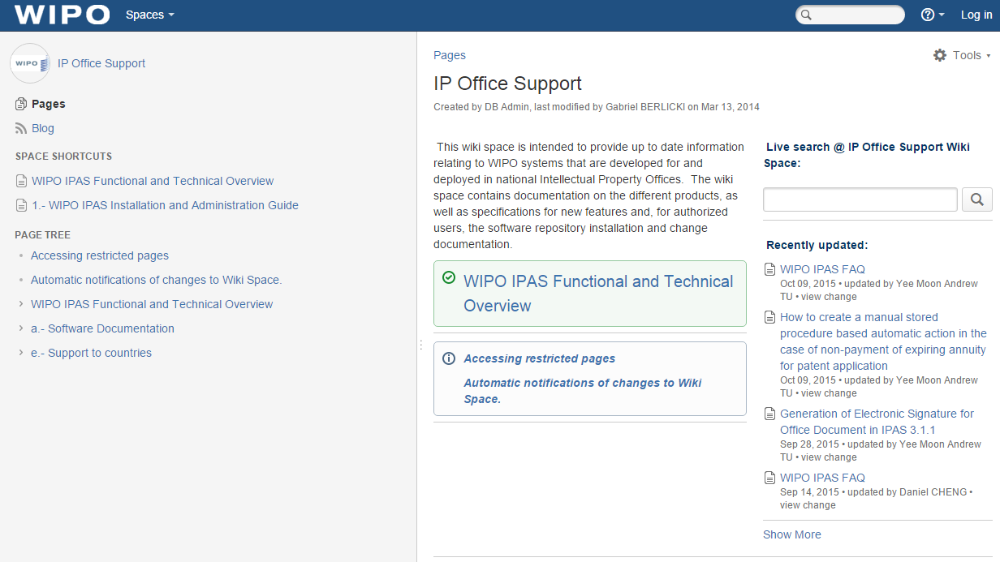 WIPO
Spaces
Log in
WIPO
IP Office Support
Pages
Blog
SPACE SHORTCUTS
WIPO IPAS Functional and Technical Overview
1.- WIPO IPAS Installation and Administration Guide
PAGE TREE
Accessing restricted pages
Automatic notifications of changes to Wiki Space.
WIPO IPAS Functional and Technical Overview
a.- Software Documentation
e.- Support to countries
Pages
Tools
IP Office Support
Created by DB Admin, last modified by Gabriel BERLICKI on Mar 13, 2014
This wiki space is intended to provide up to date information
relating to WIPO systems that are developed for and
deployed in national Intellectual Property Offices.  The wiki
space contains documentation on the different products, as
well as specifications for new features and, for authorized
users, the software repository installation and change
documentation.
WIPO IPAS Functional and Technical
Overview
Accessing restricted pages
Automatic notifications of changes to Wiki
Space.
Live search @ IP Office Support Wiki
Space:
Recently updated:
WIPO IPAS FAQ
Oct 09, 2015 • updated by Yee Moon Andrew
TU • view change
How to create a manual stored
procedure based automatic action in the
case of non-payment of expiring annuity
for patent application
Oct 09, 2015 • updated by Yee Moon Andrew
TU • view change
Generation of Electronic Signature for
Office Document in IPAS 3.1.1
Sep 28, 2015 • updated by Yee Moon Andrew
TU • view change
WIPO IPAS FAQ
Sep 14, 2015 • updated by Daniel CHENG •
view change
Show More